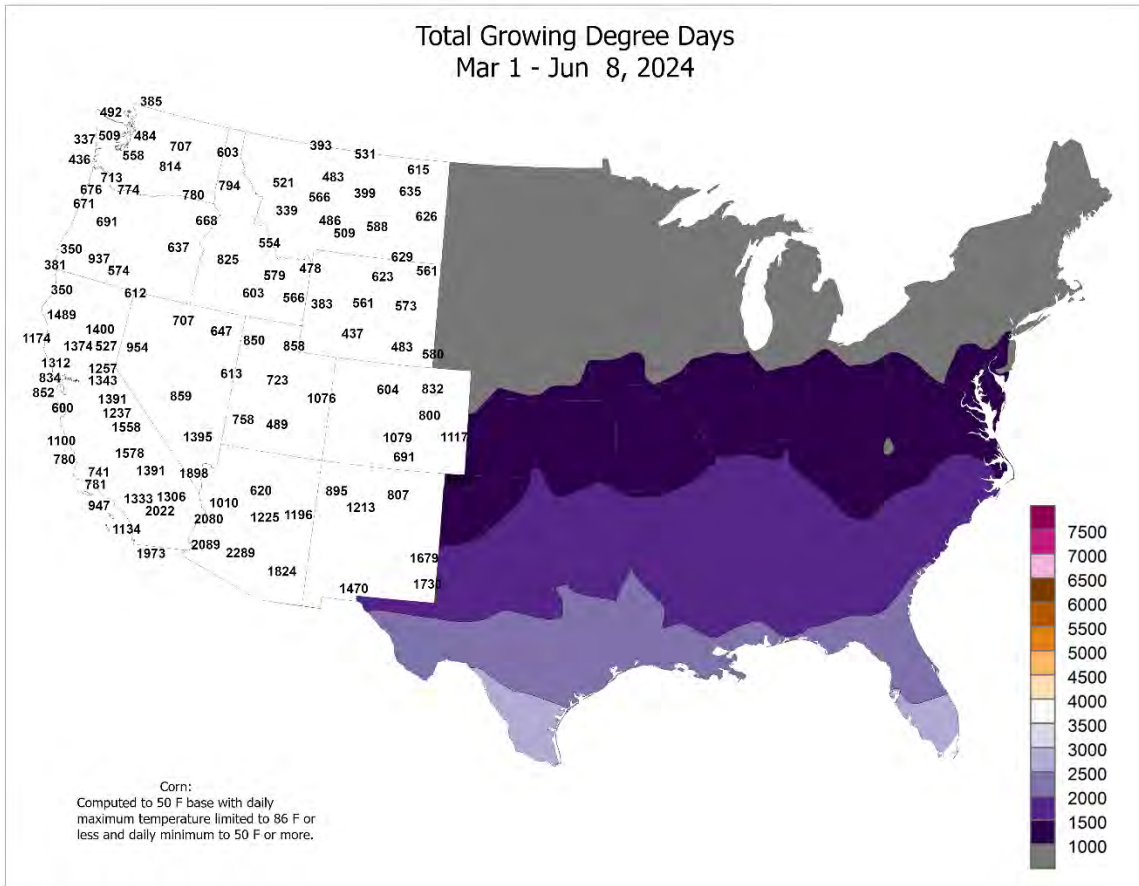 Total Growing Degree Days
Mar 1 - Jun 8, 2024
385
492
337 509 484 707 603 393 531
436 558 814 615
713 794 521 483 399 635
676 774 780 566
671 339 626
691 668 486 588
509
350 937 637 554 629
381 574 825 579 478 623 561
350 612 603 566 383 561 573
1489 707 647 437
1174 1400 850 858 483 580
1374 527 954
1312 1257 613 723 604 832
834 1343
852 1391 859 1076 800
600 1237 758 489
1558 1395 1079 1117
1100 691
780 1578
741 1391 1898
781 620 895 807
947 1333 1306 1010 1213
2022 2080 1225 1196
1134
1973 2089 2289 1679
1824 1470
7500
7000
6500
6000
5500
5000
4500
4000
3500
3000
2500
2000
1500
1000
Corn:
Computed to 50 F base with daily
maximum temperature limited to 86 F or
less and daily minimum to 50 F or more.